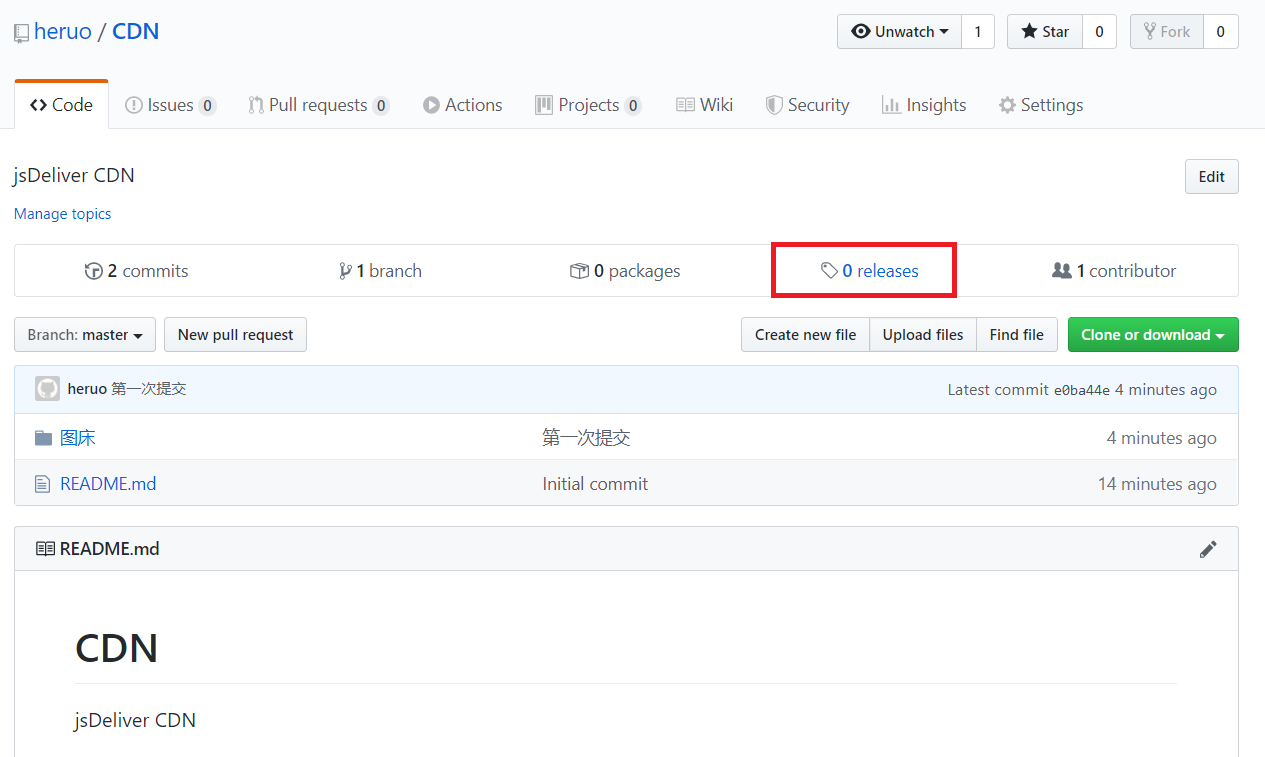 heruo / CDN
Unwatch 1 Star 0 Fork 0
Code Issues 0 Pull requests 0 Actions Projects 0 Wiki Security Insights Settings
jsDeliver CDN Edit
Manage topics
2 commits 1 branch 0 packages 0 releases 1 contributor
Branch: master New pull request Create new file Upload files Find file Clone or download
heruo 第一次提交 Latest commit e0ba44e 4 minutes ago
图床 第一次提交 4 minutes ago
README.md Initial commit 14 minutes ago
README.md
CDN
jsDeliver CDN